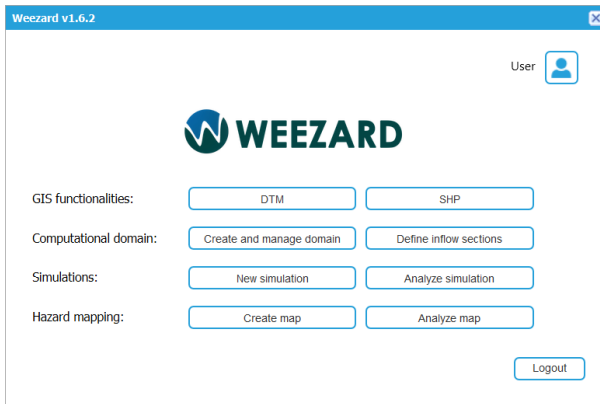 Weezard v1.6.2
User
WEEZARD
GIS functionalities: DTM SHP
Computational domain: Create and manage domain Define inflow sections
Simulations: New simulation Analyze simulation
Hazard mapping: Create map Analyze map
Logout